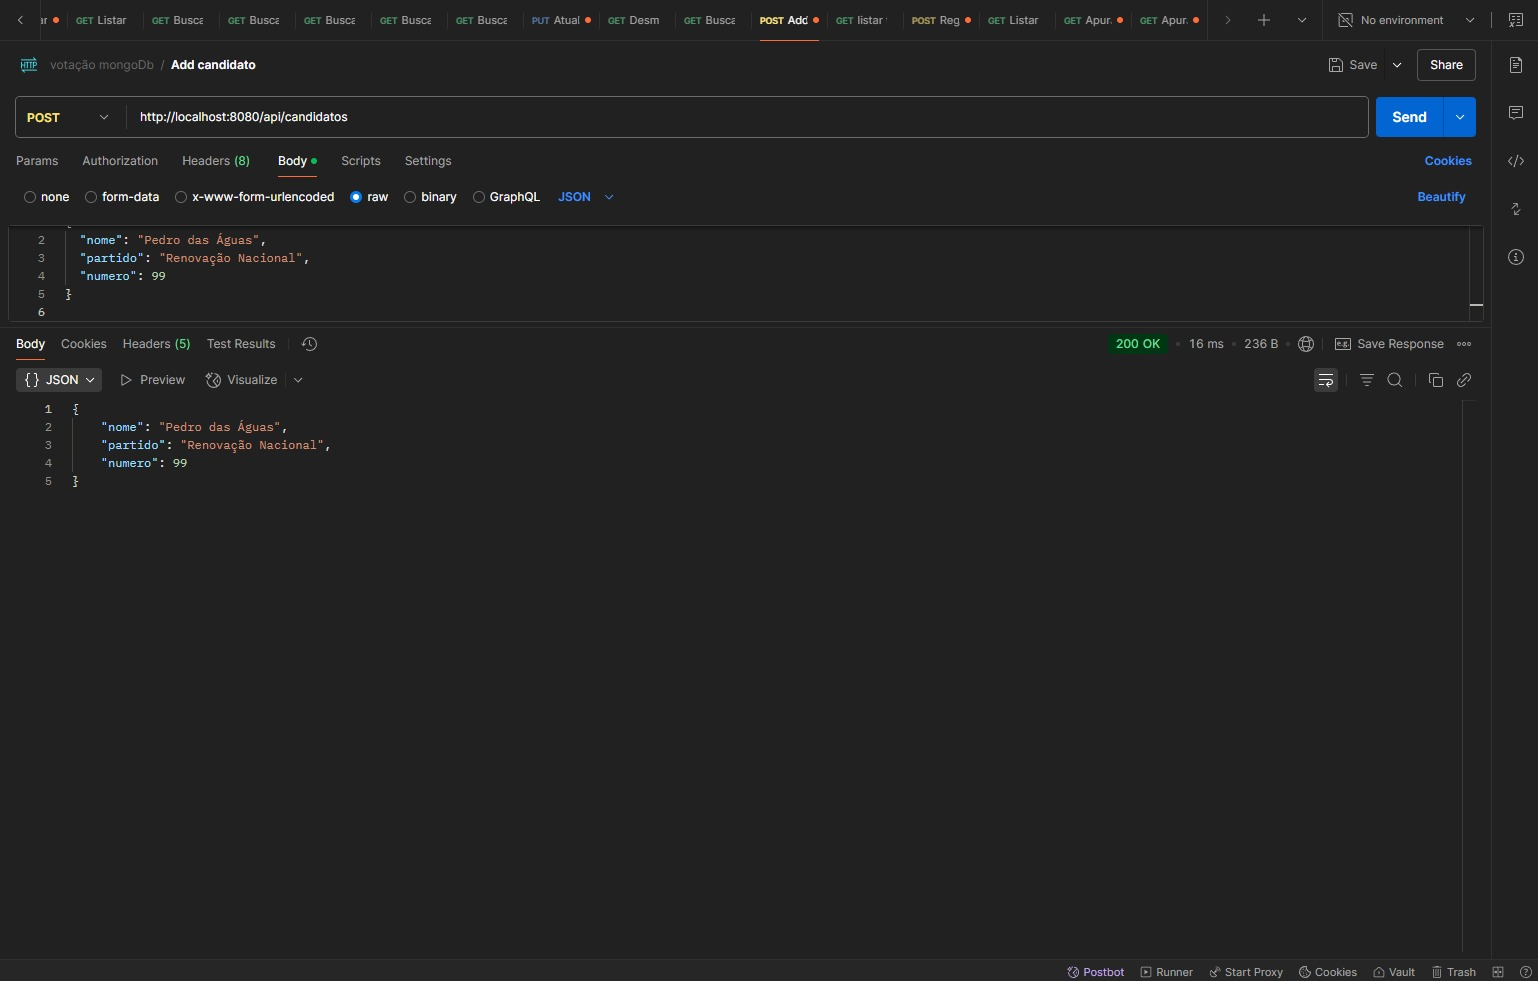 ar GET Listar GET Busca GET Busca GET Busca GET Busca GET Busca PUT Atual GET Desm GET Busca POST Add GET listar POST Reg GET Listar GET Apur. GET Apur. No environment
HTTP votação mongoDb / Add candidato Save Share
POST http://localhost:8080/api/candidatos Send
Params Authorization Headers (8) Body Scripts Settings Cookies
none form-data x-www-form-urlencoded raw binary GraphQL JSON Beautify
2 "nome": "Pedro das Águas",
3 "partido": "Renovação Nacional",
4 "numero": 99
5 }
6
Body Cookies Headers (5) Test Results 200 OK • 16 ms • 236 B e.g. Save Response
{} JSON Preview Visualize
1 {
2 "nome": "Pedro das Águas",
3 "partido": "Renovação Nacional",
4 "numero": 99
5 }
Postbot Runner Start Proxy Cookies Vault Trash